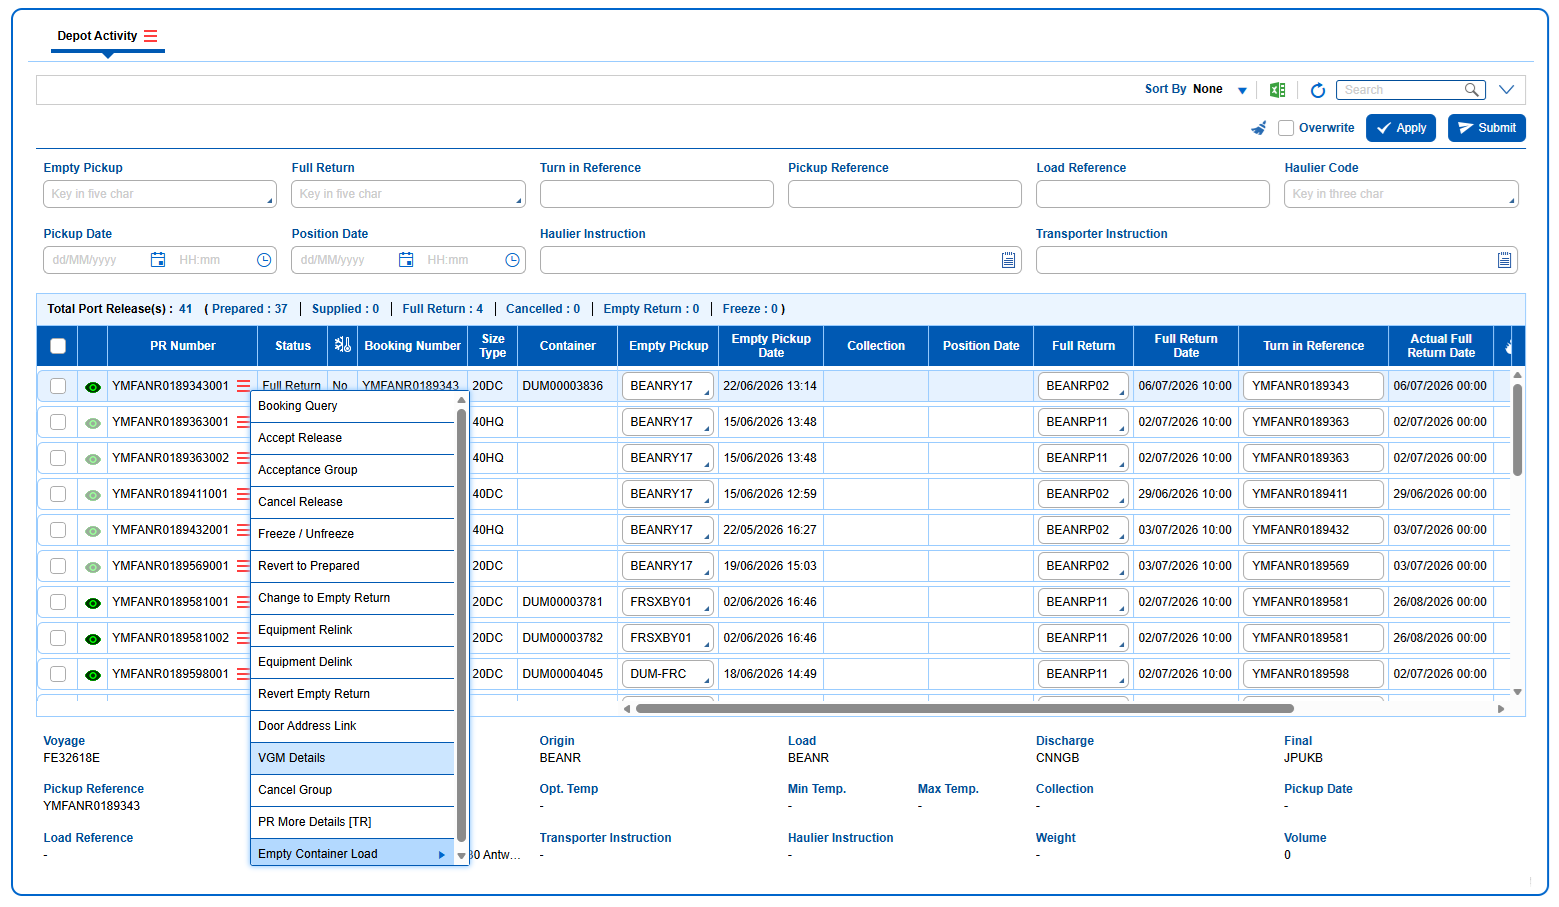 Depot Activity
Sort By None
Search
Overwrite Apply Submit
Empty Pickup Full Return Turn in Reference Pickup Reference Load Reference Haulier Code
Key in five char Key in five char Key in three char
Pickup Date Position Date Haulier Instruction Transporter Instruction
dd/MM/yyyy HH:mm dd/MM/yyyy HH:mm
Total Port Release(s) : 41 ( Prepared : 37 | Supplied : 0 | Full Return : 4 | Cancelled : 0 | Empty Return : 0 | Freeze : 0 )
PR Number Status Booking Number Size Type Container Empty Pickup Empty Pickup Date Collection Position Date Full Return Full Return Date Turn in Reference Actual Full Return Date
YMFANR0189343001 Full Return No YMFANR0189343 20DC DUM00003836 BEANRY17 22/06/2026 13:14 BEANRP02 06/07/2026 10:00 YMFANR0189343 06/07/2026 00:00
YMFANR0189363001 40HQ BEANRY17 15/06/2026 13:48 BEANRP11 02/07/2026 10:00 YMFANR0189363 02/07/2026 00:00
YMFANR0189363002 40HQ BEANRY17 15/06/2026 13:48 BEANRP11 02/07/2026 10:00 YMFANR0189363 02/07/2026 00:00
YMFANR0189411001 40DC BEANRY17 15/06/2026 12:59 BEANRP02 29/06/2026 10:00 YMFANR0189411 29/06/2026 00:00
YMFANR0189432001 40HQ BEANRY17 22/05/2026 16:27 BEANRP02 03/07/2026 10:00 YMFANR0189432 03/07/2026 00:00
YMFANR0189569001 20DC BEANRY17 19/06/2026 15:03 BEANRP02 03/07/2026 10:00 YMFANR0189569 03/07/2026 00:00
YMFANR0189581001 20DC DUM00003781 FRSXBY01 02/06/2026 16:46 BEANRP11 02/07/2026 10:00 YMFANR0189581 26/08/2026 00:00
YMFANR0189581002 20DC DUM00003782 FRSXBY01 02/06/2026 16:46 BEANRP11 02/07/2026 10:00 YMFANR0189581 26/08/2026 00:00
YMFANR0189598001 20DC DUM00004045 DUM-FRC 18/06/2026 14:49 BEANRP11 02/07/2026 10:00 YMFANR0189598 02/07/2026 00:00
Booking Query
Accept Release
Acceptance Group
Cancel Release
Freeze / Unfreeze
Revert to Prepared
Change to Empty Return
Equipment Relink
Equipment Delink
Revert Empty Return
Door Address Link
VGM Details
Cancel Group
PR More Details [TR]
Empty Container Load
Voyage Origin Load Discharge Final
FE32618E BEANR BEANR CNNGB JPUKB
Pickup Reference Opt. Temp Min Temp. Max Temp. Collection Pickup Date
YMFANR0189343 - - - - -
Load Reference Transporter Instruction Haulier Instruction Weight Volume
- Antw... - - - 0